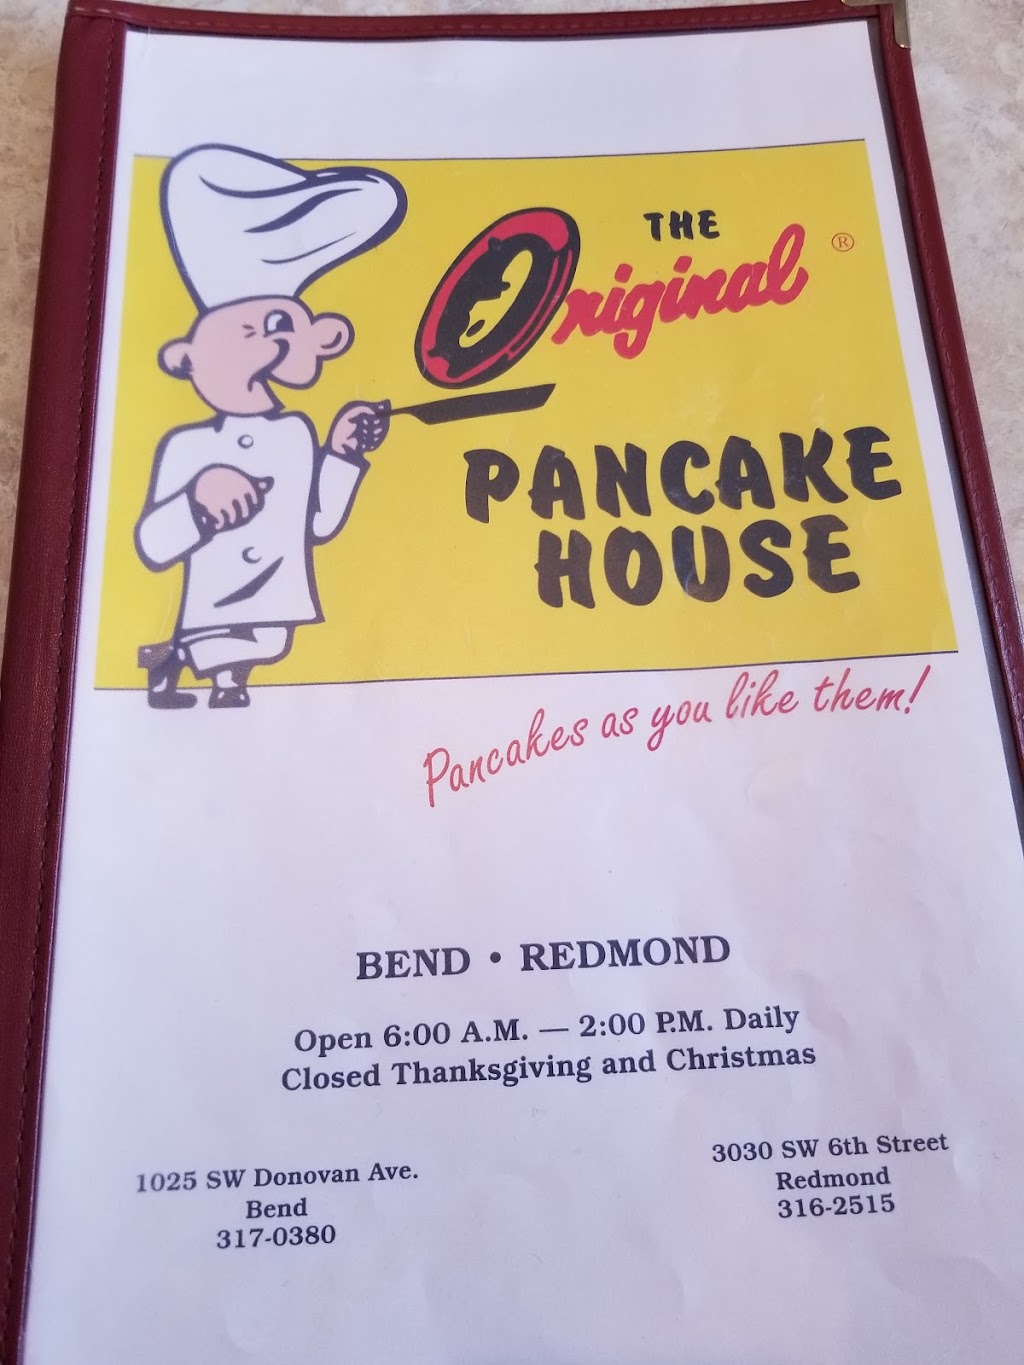 THE
Original ®
PANCAKE
HOUSE
Pancakes as you like them!
BEND • REDMOND
Open 6:00 A.M. — 2:00 P.M. Daily
Closed Thanksgiving and Christmas
1025 SW Donovan Ave.
Bend
317-0380
3030 SW 6th Street
Redmond
316-2515